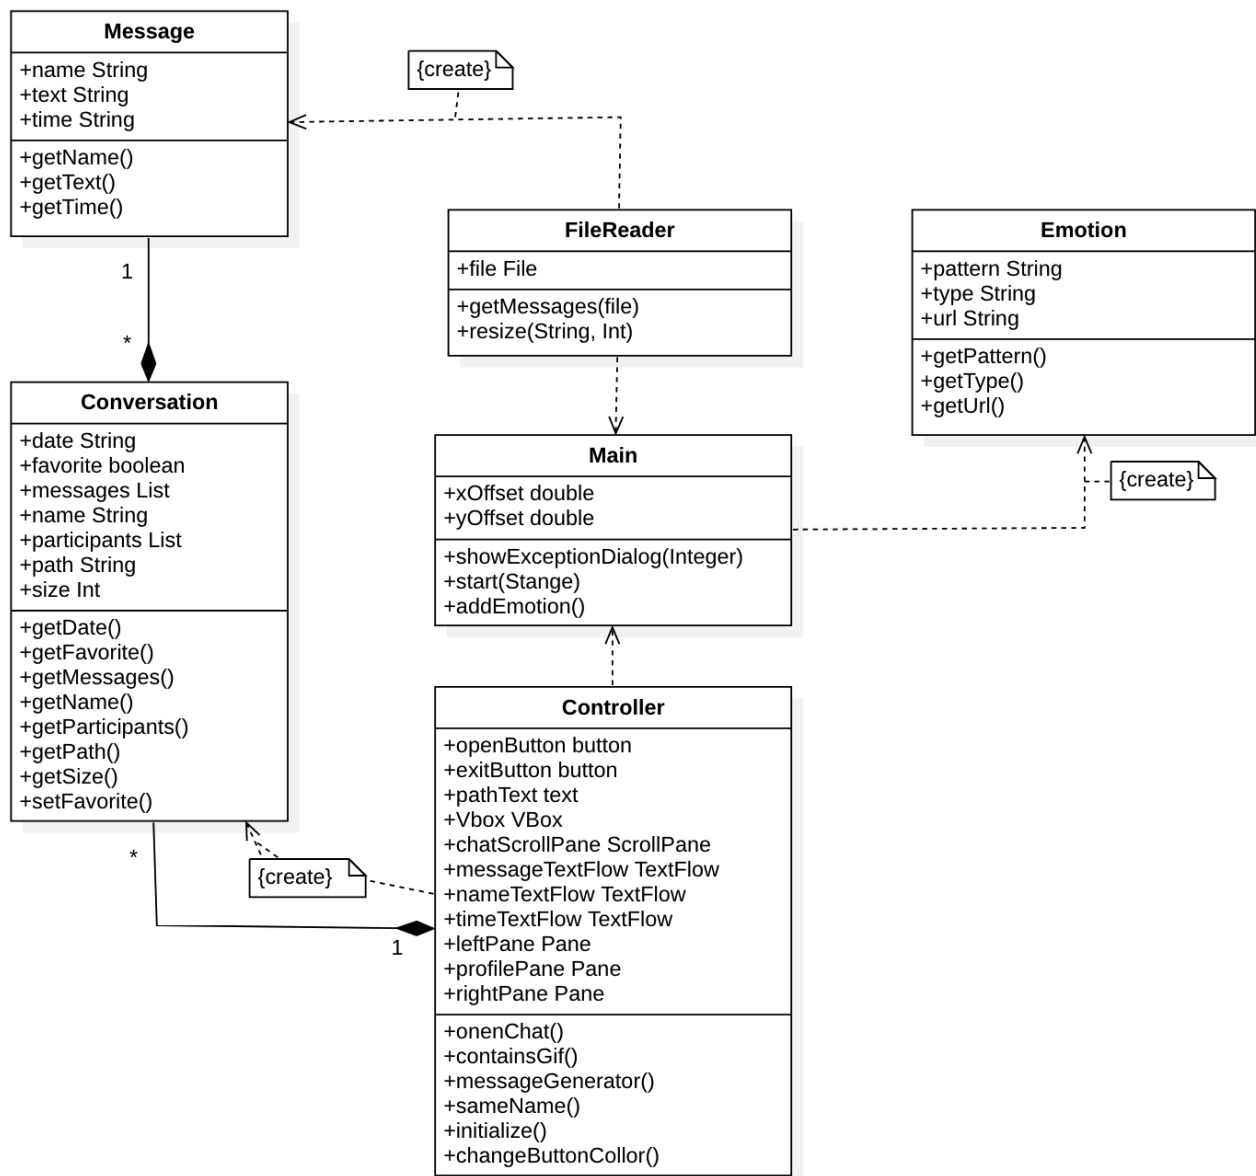 Message
+name String
+text String
+time String
+getName()
+getText()
+getTime()
{create}
FileReader
+file File
+getMessages(file)
+resize(String, Int)
Emotion
+pattern String
+type String
+url String
+getPattern()
+getType()
+getUrl()
{create}
1
*
Conversation
+date String
+favorite boolean
+messages List
+name String
+participants List
+path String
+size Int
+getDate()
+getFavorite()
+getMessages()
+getName()
+getParticipants()
+getPath()
+getSize()
+setFavorite()
Main
+xOffset double
+yOffset double
+showExceptionDialog(Integer)
+start(Stange)
+addEmotion()
*
{create}
1
Controller
+openButton button
+exitButton button
+pathText text
+Vbox VBox
+chatScrollPane ScrollPane
+messageTextFlow TextFlow
+nameTextFlow TextFlow
+timeTextFlow TextFlow
+leftPane Pane
+profilePane Pane
+rightPane Pane
+onenChat()
+containsGif()
+messageGenerator()
+sameName()
+initialize()
+changeButtonCollor()